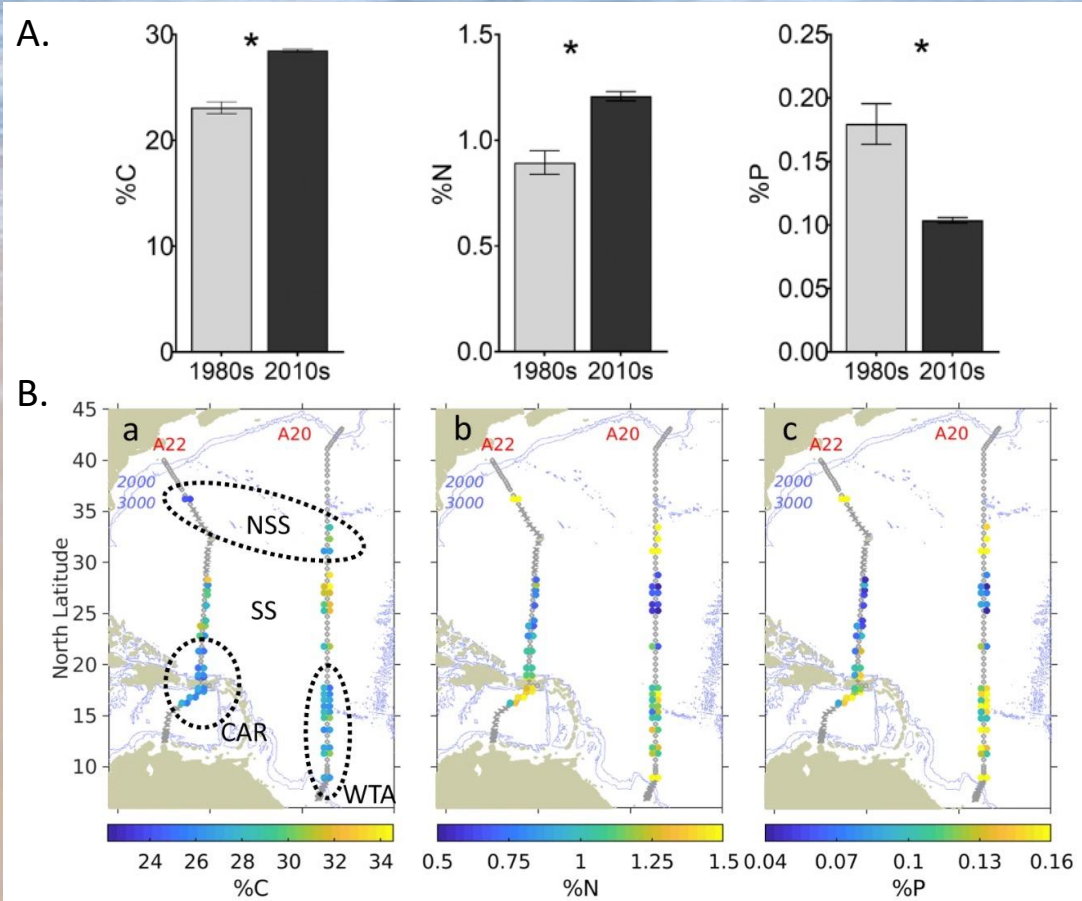 A.
30
20
10
0
%C
*
1980s 2010s
1.5
1.0
0.5
0.0
%N
*
1980s 2010s
0.25
0.20
0.15
0.10
0.05
0.00
%P
*
1980s 2010s
B.
North Latitude
45
40
35
30
25
20
15
10
a
A22
A20
2000
3000
NSS
SS
CAR
WTA
24 26 28 30 32 34
%C
b
A22
A20
2000
3000
0.5 0.75 1 1.25 1.5
%N
c
A22
A20
2000
3000
0.04 0.07 0.1 0.13 0.16
%P